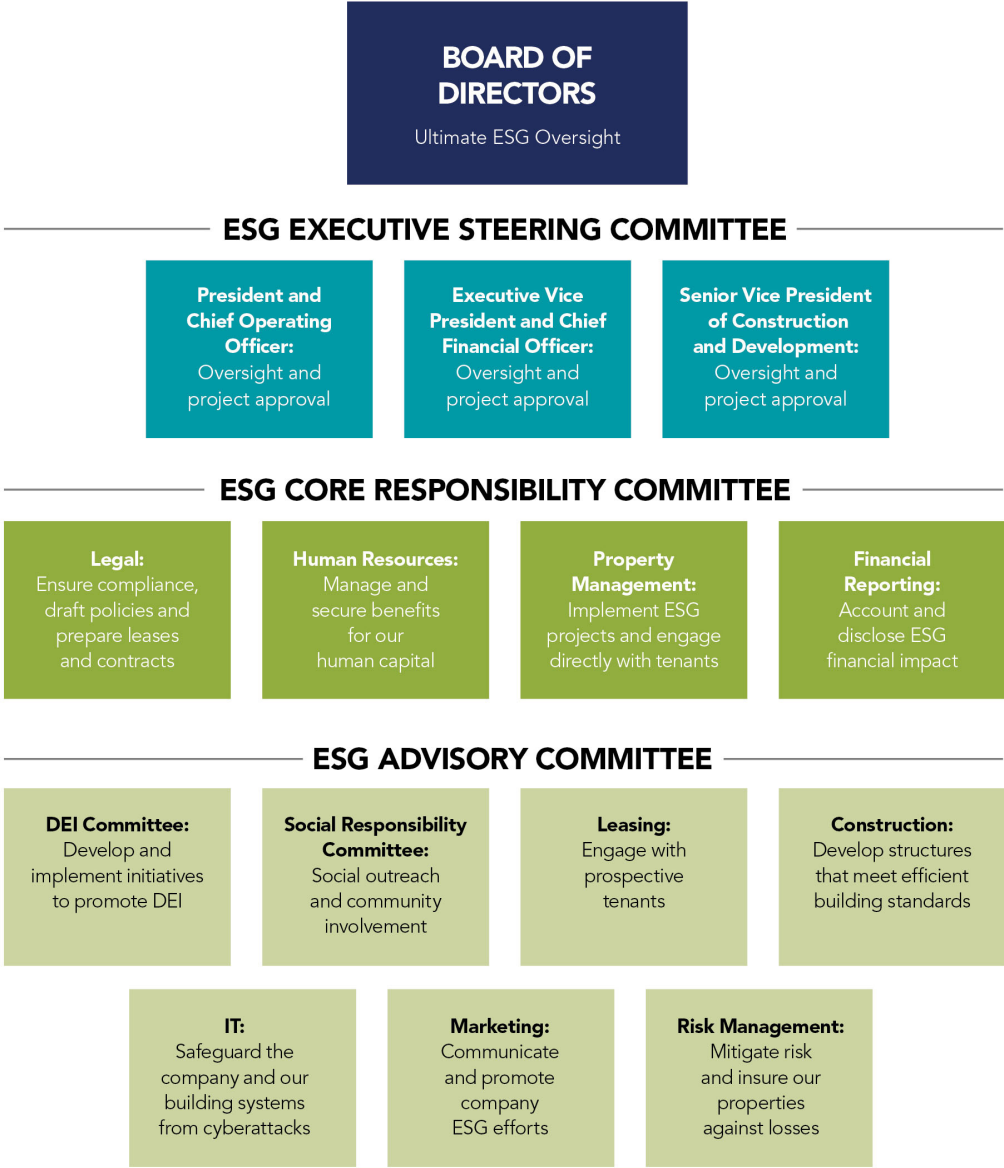 BOARD OF
DIRECTORS
Ultimate ESG Oversight
ESG EXECUTIVE STEERING COMMITTEE
President and
Chief Operating
Officer:
Oversight and
project approval
Executive Vice
President and Chief
Financial Officer:
Oversight and
project approval
Senior Vice President
of Construction
and Development:
Oversight and
project approval
ESG CORE RESPONSIBILITY COMMITTEE
Legal:
Ensure compliance,
draft policies and
prepare leases
and contracts
Human Resources:
Manage and
secure benefits
for our
human capital
Property
Management:
Implement ESG
projects and engage
directly with tenants
Financial
Reporting:
Account and
disclose ESG
financial impact
ESG ADVISORY COMMITTEE
DEI Committee:
Develop and
implement initiatives
to promote DEI
Social Responsibility
Committee:
Social outreach
and community
involvement
Leasing:
Engage with
prospective
tenants
Construction:
Develop structures
that meet efficient
building standards
IT:
Safeguard the
company and our
building systems
from cyberattacks
Marketing:
Communicate
and promote
company
ESG efforts
Risk Management:
Mitigate risk
and insure our
properties
against losses